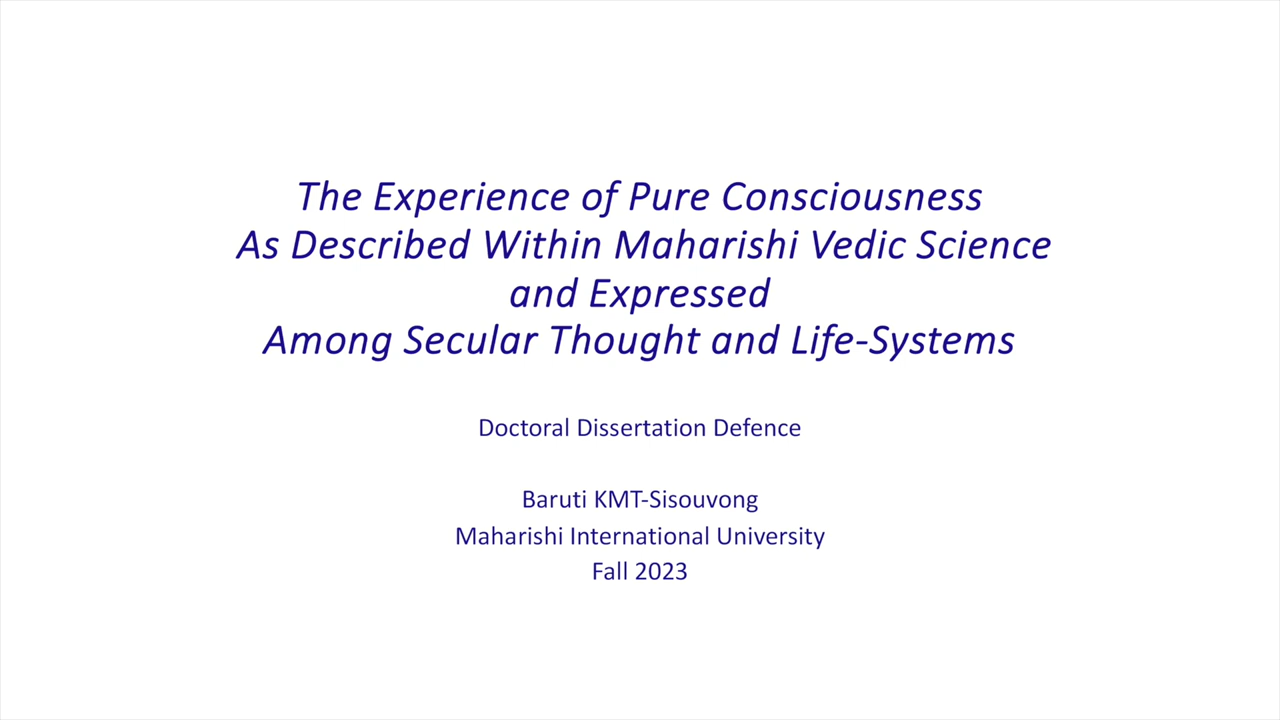 The Experience of Pure Consciousness
As Described Within Maharishi Vedic Science
and Expressed
Among Secular Thought and Life-Systems
Doctoral Dissertation Defence
Baruti KMT-Sisouvong
Maharishi International University
Fall 2023